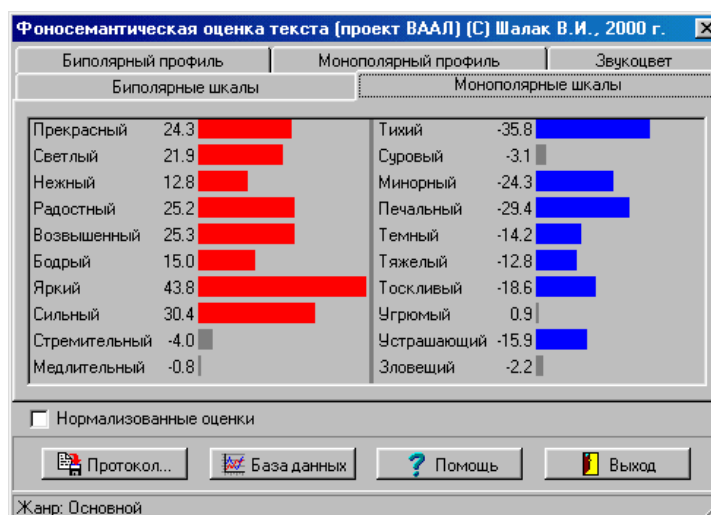 Фоносемантическая оценка текста (проект ВААЛ) (С) Шалак В.И., 2000 г.
Биполярный профиль Монополярный профиль Звукоцвет
Биполярные шкалы Монополярные шкалы
Прекрасный 24.3 Тихий -35.8
Светлый 21.9 Суровый -3.1
Нежный 12.8 Минорный -24.3
Радостный 25.2 Печальный -29.4
Возвышенный 25.3 Темный -14.2
Бодрый 15.0 Тяжелый -12.8
Яркий 43.8 Тоскливый -18.6
Сильный 30.4 Угрюмый 0.9
Стремительный -4.0 Устрашающий -15.9
Медлительный -0.8 Зловещий -2.2
Нормализованные оценки
Протокол... База данных Помощь Выход
Жанр: Основной